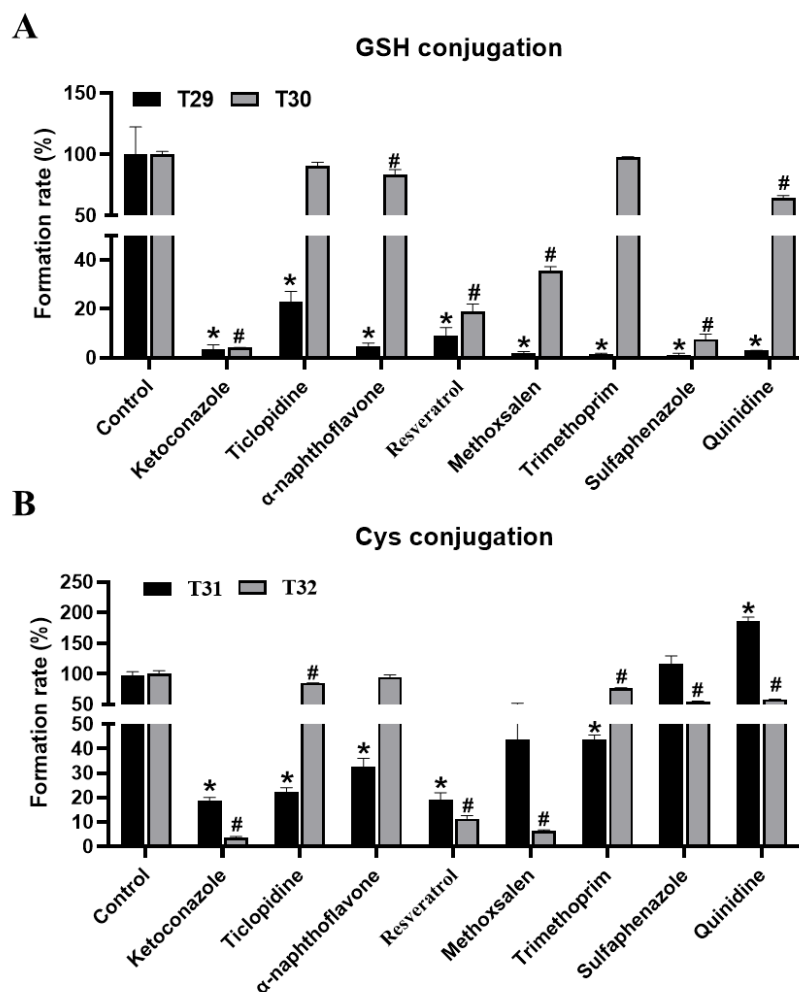 A
GSH conjugation
T29 T30
Formation rate (%)
150
100
50
40
20
0
* # * * # * # * # * * # * #
Control
Ketoconazole
Ticlopidine
α-naphthoflavone
Resveratrol
Methoxsalen
Trimethoprim
Sulfaphenazole
Quinidine
B
Cys conjugation
T31 T32
Formation rate (%)
250
200
150
100
50
50
40
30
20
10
0
* # * # * * # # * # # * #
Control
Ketoconazole
Ticlopidine
α-naphthoflavone
Resveratrol
Methoxsalen
Trimethoprim
Sulfaphenazole
Quinidine